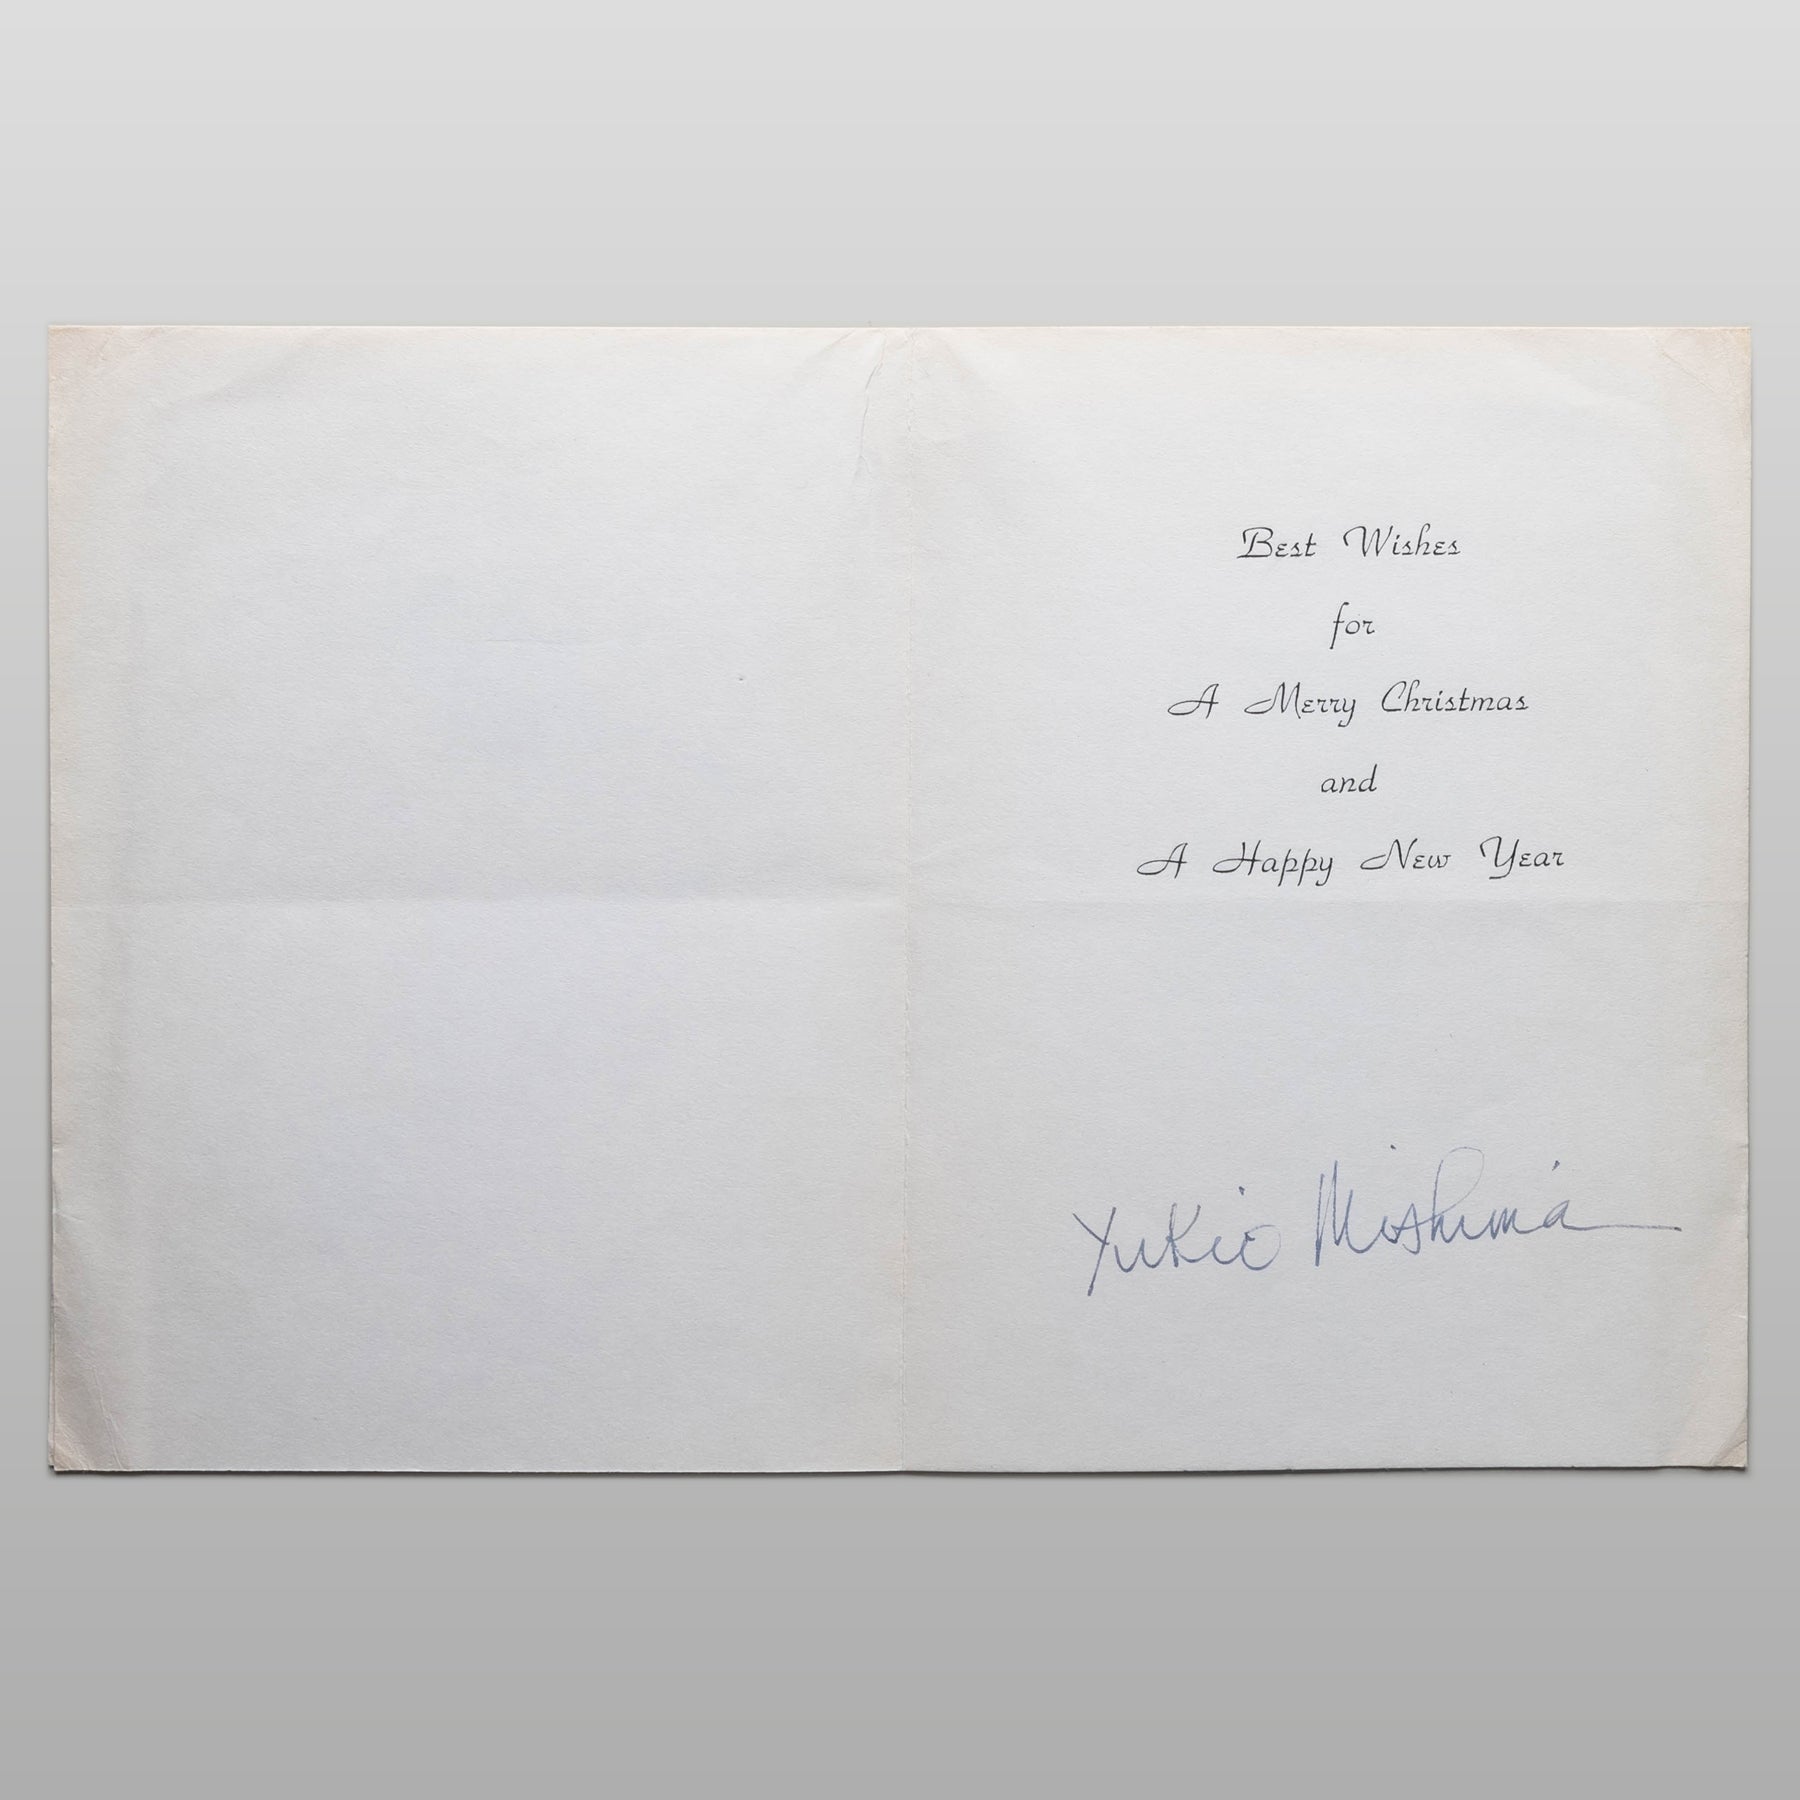 Best Wishes
for
A Merry Christmas
and
A Happy New Year
Yukio Mishima